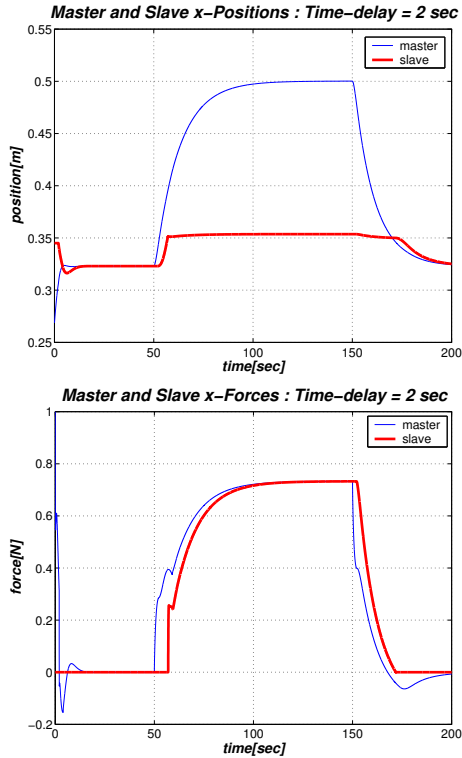 Master and Slave x-Positions : Time-delay = 2 sec
0.55
master
slave
0.5
0.45
position[m]
0.4
0.35
0.3
0.25
0 50 100 150 200
time[sec]
Master and Slave x-Forces : Time-delay = 2 sec
1
master
slave
0.8
0.6
force[N]
0.4
0.2
0
-0.2
0 50 100 150 200
time[sec]